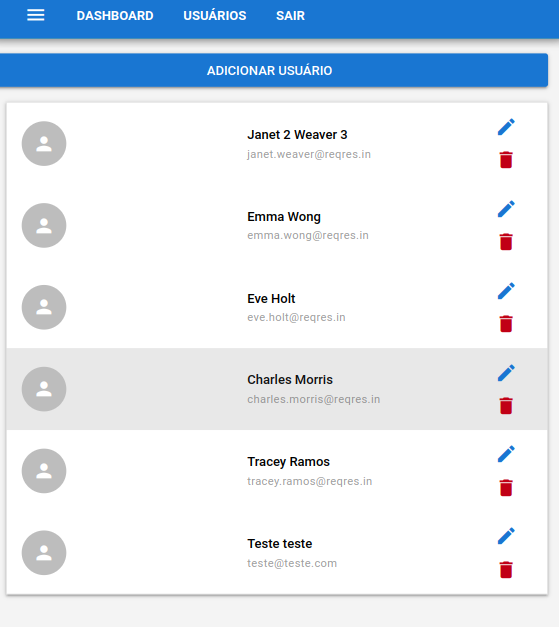 DASHBOARD USUÁRIOS SAIR
ADICIONAR USUÁRIO
Janet 2 Weaver 3
janet.weaver@reqres.in
Emma Wong
emma.wong@reqres.in
Eve Holt
eve.holt@reqres.in
Charles Morris
charles.morris@reqres.in
Tracey Ramos
tracey.ramos@reqres.in
Teste teste
teste@teste.com